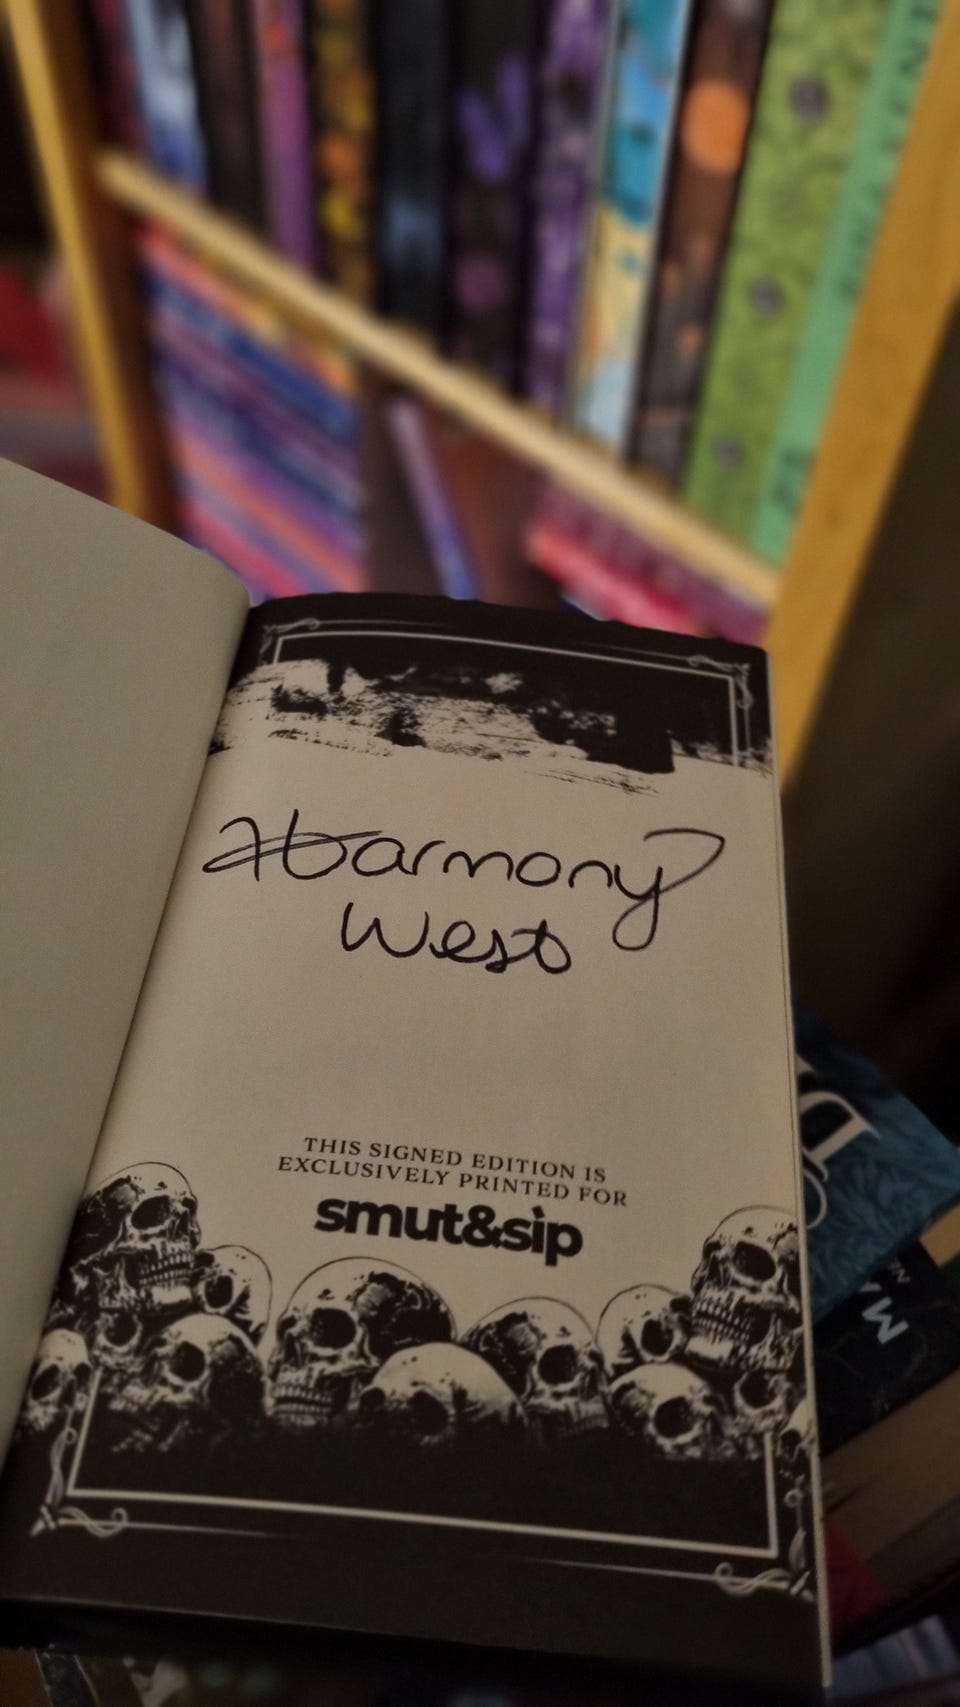 Harmony
West
THIS SIGNED EDITION IS
EXCLUSIVELY PRINTED FOR
smut&sip